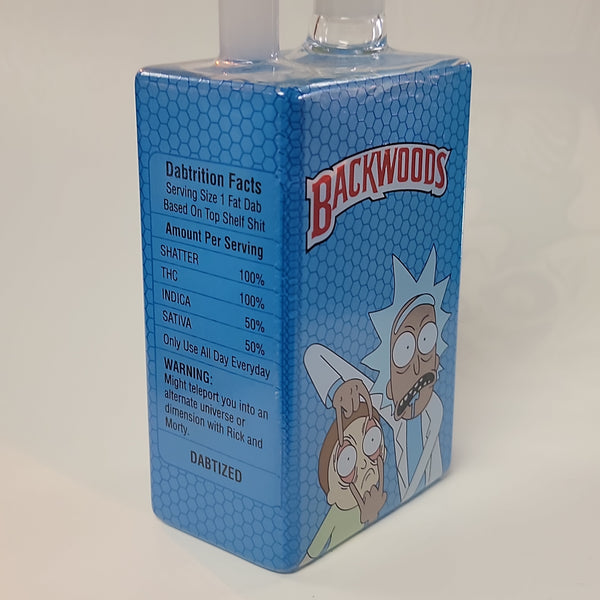 Dabtrition Facts
Serving Size 1 Fat Dab
Based On Top Shelf Shit
Amount Per Serving
SHATTER 100%
THC 100%
INDICA 50%
SATIVA 50%
Only Use All Day Everyday
WARNING:
Might teleport you into an
alternate universe or
dimension with Rick and
Morty.
DABTIZED
BACKWOODS